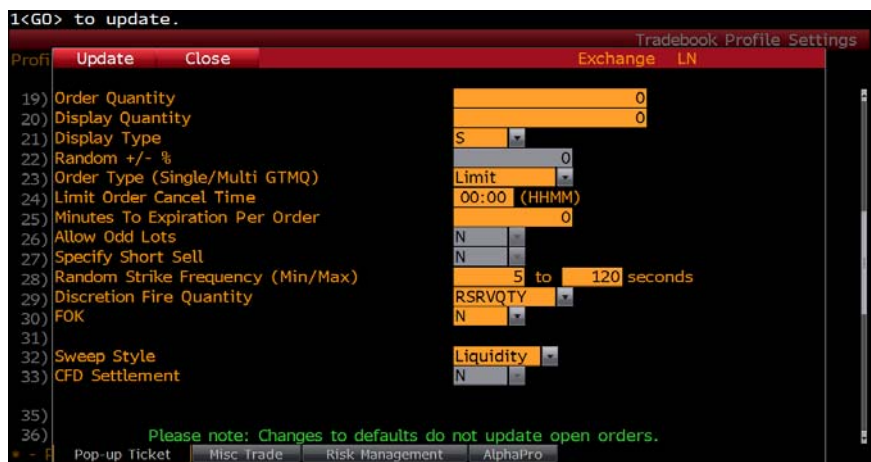 1<GO> to update.
Tradebook Profile Settings
Profi Update Close Exchange LN
19) Order Quantity 0
20) Display Quantity 0
21) Display Type S
22) Random +/- % 0
23) Order Type (Single/Multi GTMQ) Limit
24) Limit Order Cancel Time 00:00 (HHMM)
25) Minutes To Expiration Per Order 0
26) Allow Odd Lots N
27) Specify Short Sell N
28) Random Strike Frequency (Min/Max) 5 to 120 seconds
29) Discretion Fire Quantity RSRVQTY
30) FOK N
31)
32) Sweep Style Liquidity
33) CFD Settlement N
35)
36) Please note: Changes to defaults do not update open orders.
Pop-up Ticket Misc Trade Risk Management AlphaPro